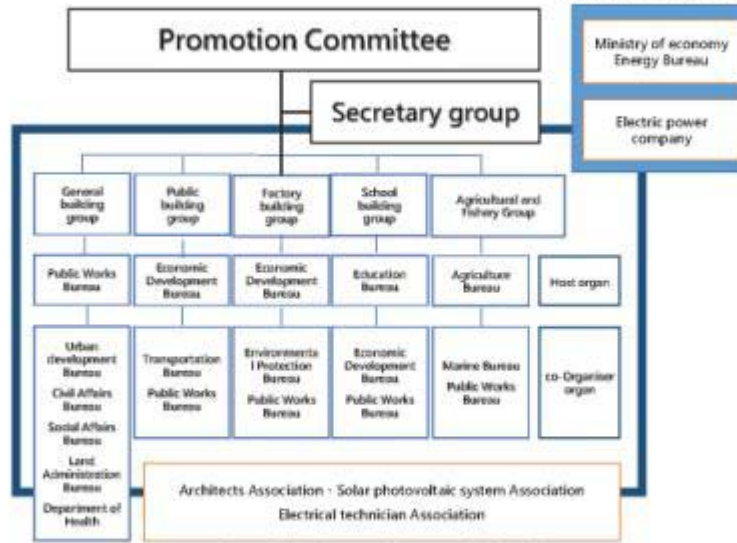 Promotion Committee
Ministry of economy
Energy Bureau
Secretary group
Electric power
company
General
building
group
Public
building
group
Factory
building
group
School
building
group
Agricultural and
Fishery Group
Public Works
Bureau
Economic
Development
Bureau
Economic
Development
Bureau
Education
Bureau
Agriculture
Bureau
Host organ
Urban
development
Bureau
Civil Affairs
Bureau
Social Affairs
Bureau
Land
Administration
Bureau
Department of
Health
Transportation
Bureau
Public Works
Bureau
Environmenta
l Protection
Bureau
Public Works
Bureau
Economic
Development
Bureau
Public Works
Bureau
Marine Bureau
Public Works
Bureau
co-Organiser
organ
Architects Association · Solar photovoltaic system Association
Electrical technician Association